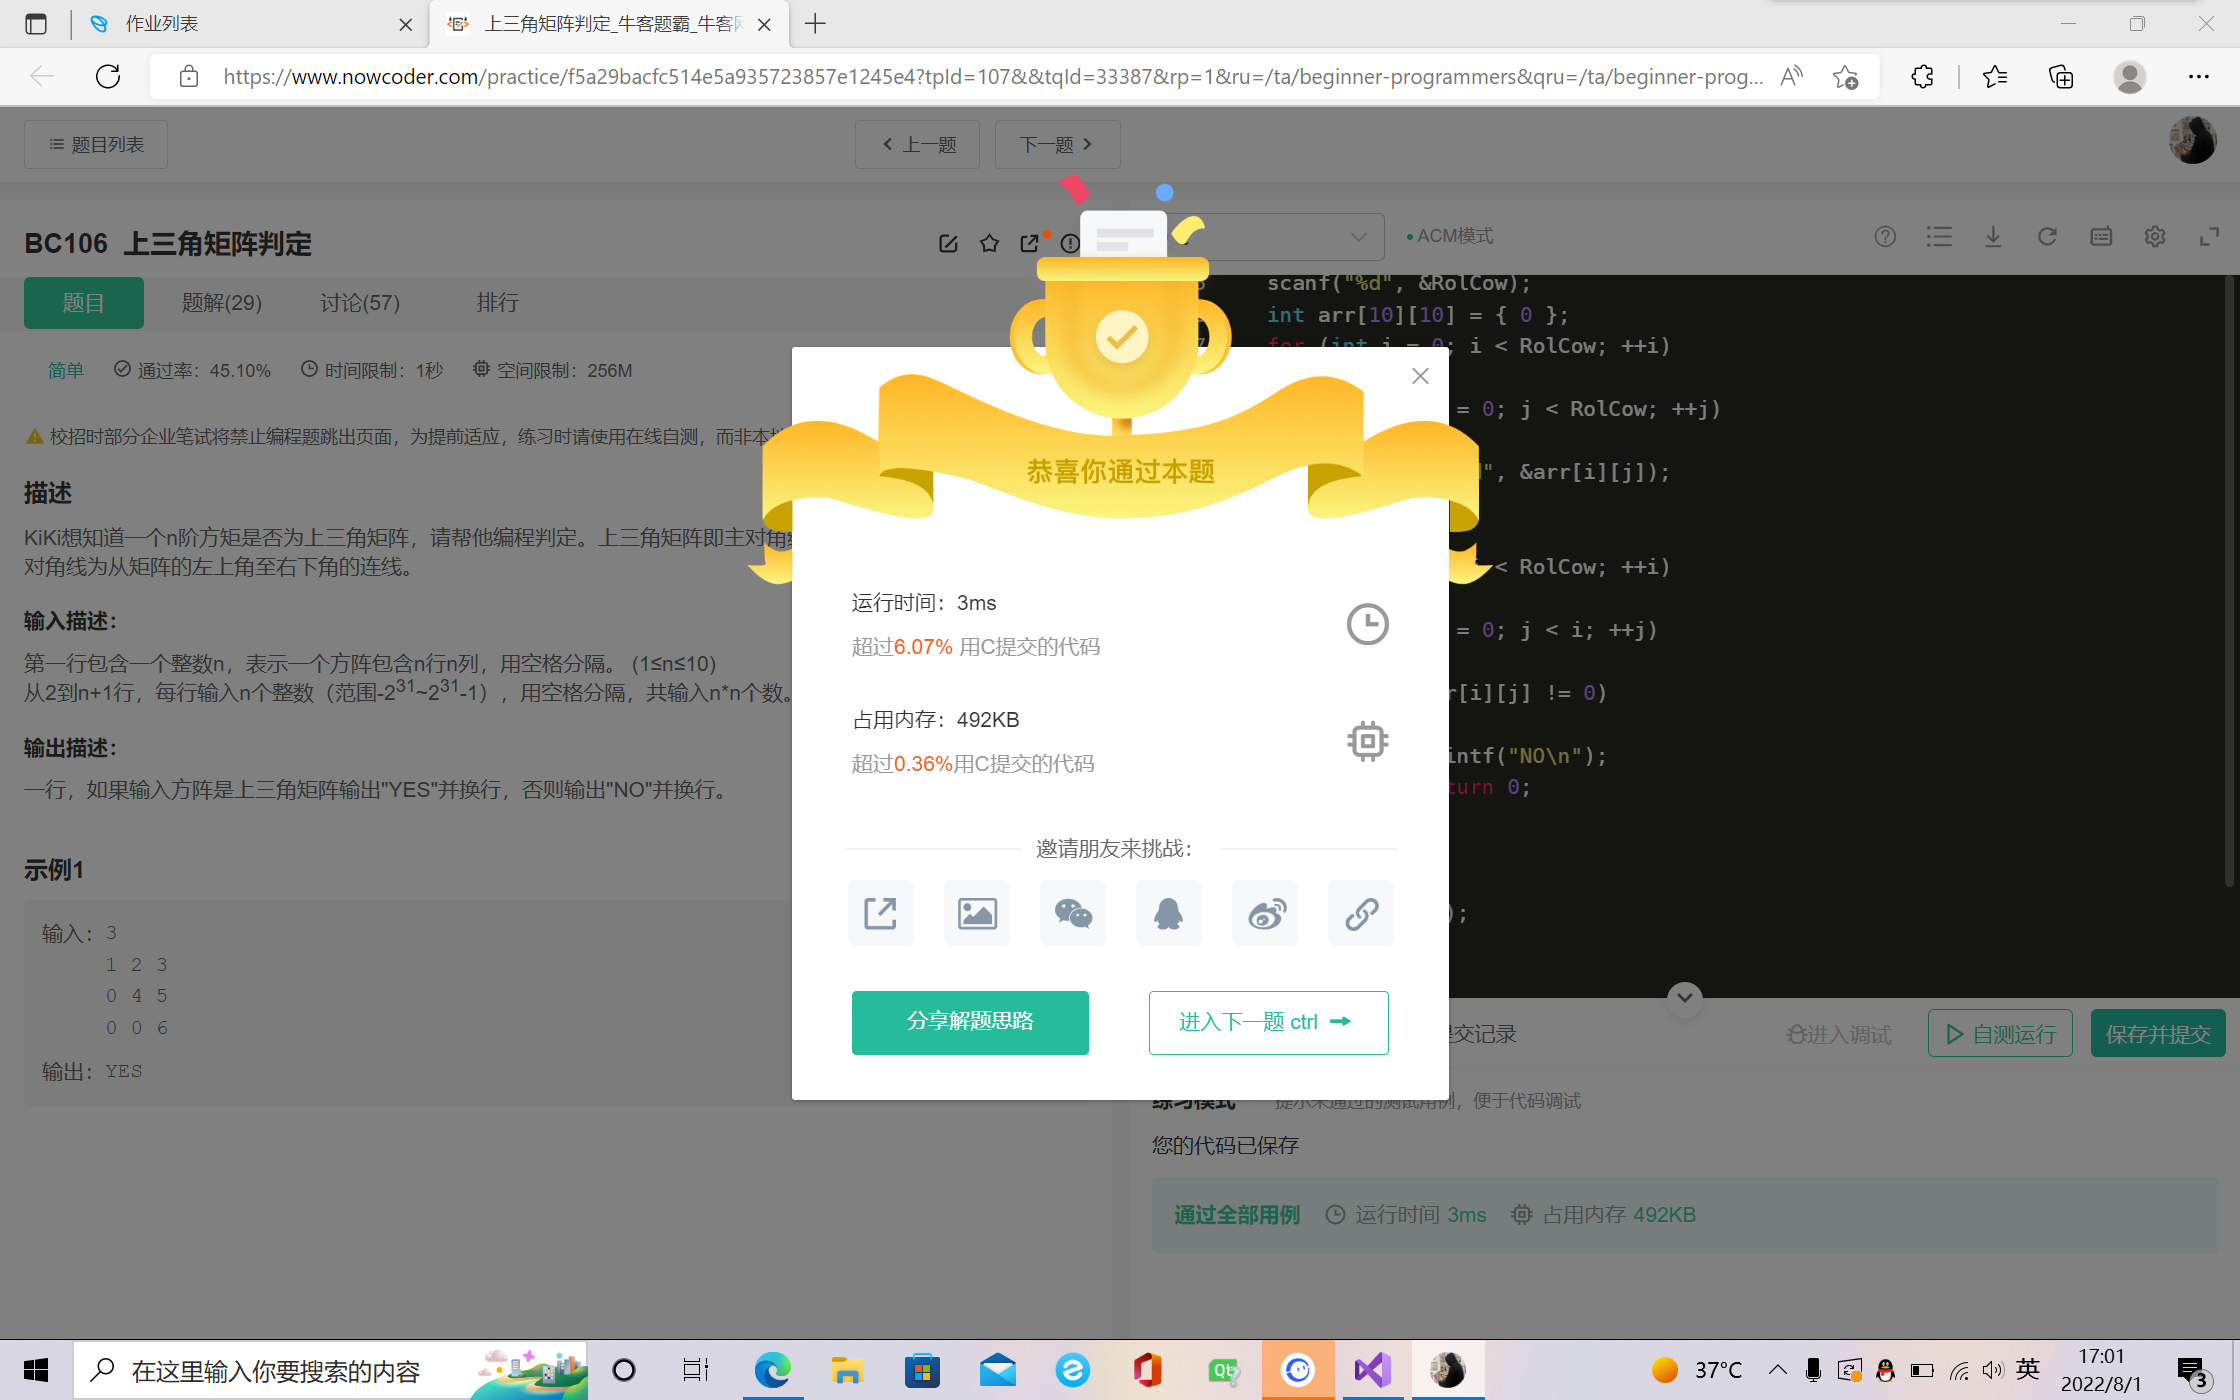 作业列表
上三角矩阵判定_牛客题霸_牛客网
https://www.nowcoder.com/practice/f5a29bacfc514e5a935723857e1245e4?tpId=107&&tqId=33387&rp=1&ru=/ta/beginner-programmers&qru=/ta/beginner-prog...
题目列表
上一题
下一题
BC106 上三角矩阵判定
ACM模式
题目
题解(29)
讨论(57)
排行
简单
通过率：45.10%
时间限制：1秒
空间限制：256M
校招时部分企业笔试将禁止编程题跳出页面，为提前适应，练习时请使用在线自测，而非本地
描述
KiKi想知道一个n阶方矩是否为上三角矩阵，请帮他编程判定。上三角矩阵即主对角线
对角线为从矩阵的左上角至右下角的连线。
输入描述：
第一行包含一个整数n，表示一个方阵包含n行n列，用空格分隔。 (1≤n≤10)
从2到n+1行，每行输入n个整数（范围-2^31~2^31-1），用空格分隔，共输入n*n个数。
输出描述：
一行，如果输入方阵是上三角矩阵输出"YES"并换行，否则输出"NO"并换行。
示例1
输入：3
1 2 3
0 4 5
0 0 6
输出：YES
scanf("%d", &RolCow);
int arr[10][10] = { 0 };
for (int i = 0; i < RolCow; ++i)
= 0; j < RolCow; ++j)
", &arr[i][j]);
< RolCow; ++i)
= 0; j < i; ++j)
r[i][j] != 0)
intf("NO\n");
turn 0;
);
恭喜你通过本题
运行时间：3ms
超过6.07% 用C提交的代码
占用内存：492KB
超过0.36%用C提交的代码
邀请朋友来挑战：
分享解题思路
进入下一题 ctrl
提交记录
进入调试
自测运行
保存并提交
练习模式
提示未通过的测试用例，便于代码调试
您的代码已保存
通过全部用例
运行时间 3ms
占用内存 492KB
在这里输入你要搜索的内容
37°C
英
17:01
2022/8/1
3